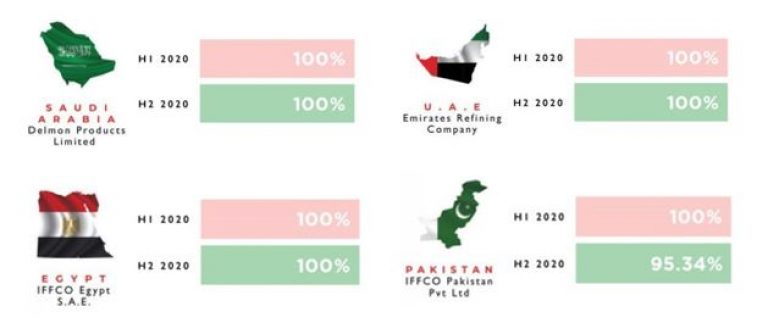 H1 2020 100%
H2 2020 100%
SAUDI
ARABIA
Delmon Products
Limited
H1 2020 100%
H2 2020 100%
U.A.E
Emirates Refining
Company
H1 2020 100%
H2 2020 100%
EGYPT
IFFCO Egypt
S.A.E.
H1 2020 100%
H2 2020 95.34%
PAKISTAN
IFFCO Pakistan
Pvt Ltd